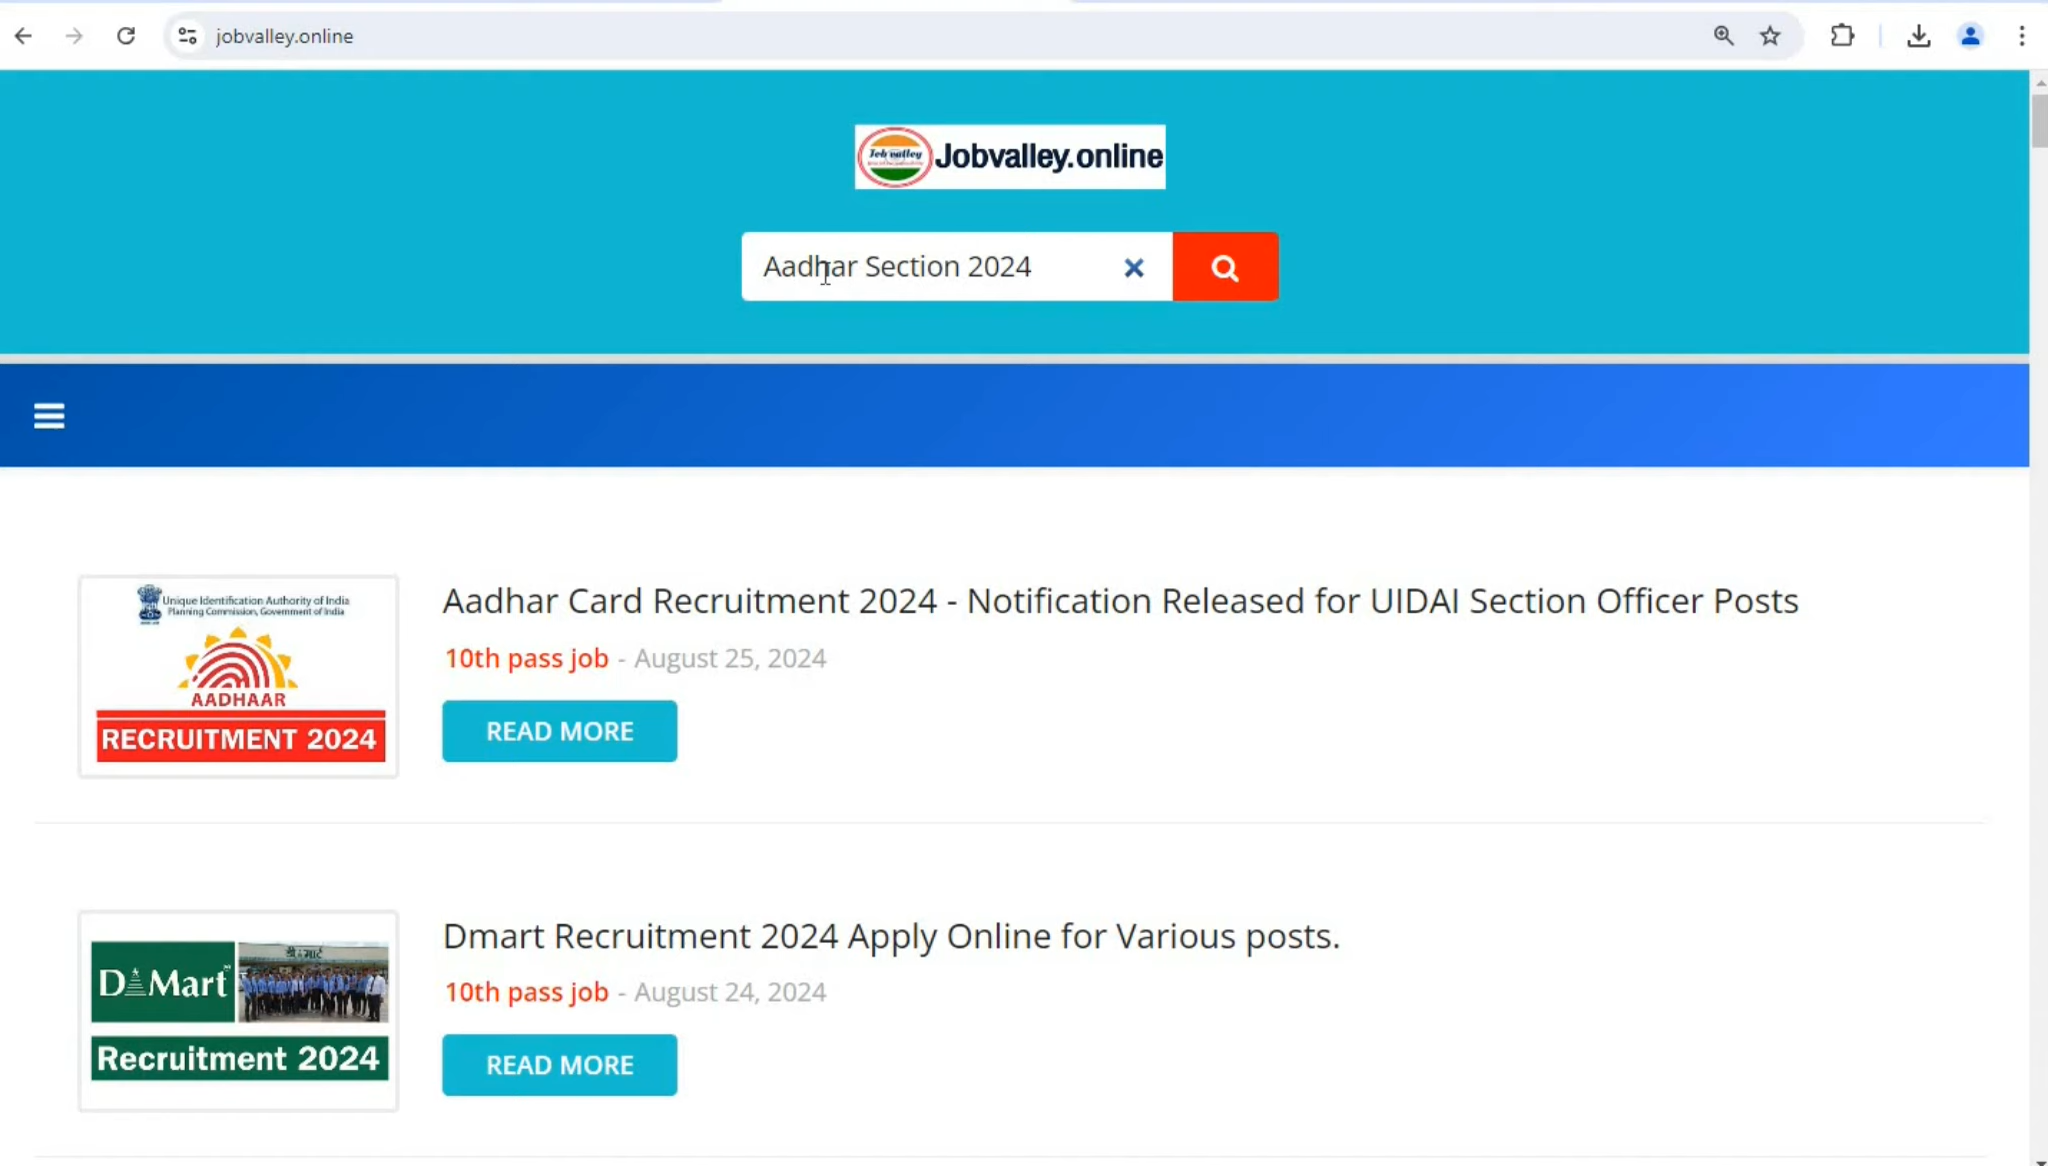 jobvalley.online
Job valley
Jobvalley.online
Aadhar Section 2024
Unique Identification Authority of India
Planning Commission, Government of India
AADHAAR
RECRUITMENT 2024
Aadhar Card Recruitment 2024 - Notification Released for UIDAI Section Officer Posts
10th pass job - August 25, 2024
READ MORE
D Mart
Recruitment 2024
Dmart Recruitment 2024 Apply Online for Various posts.
10th pass job - August 24, 2024
READ MORE